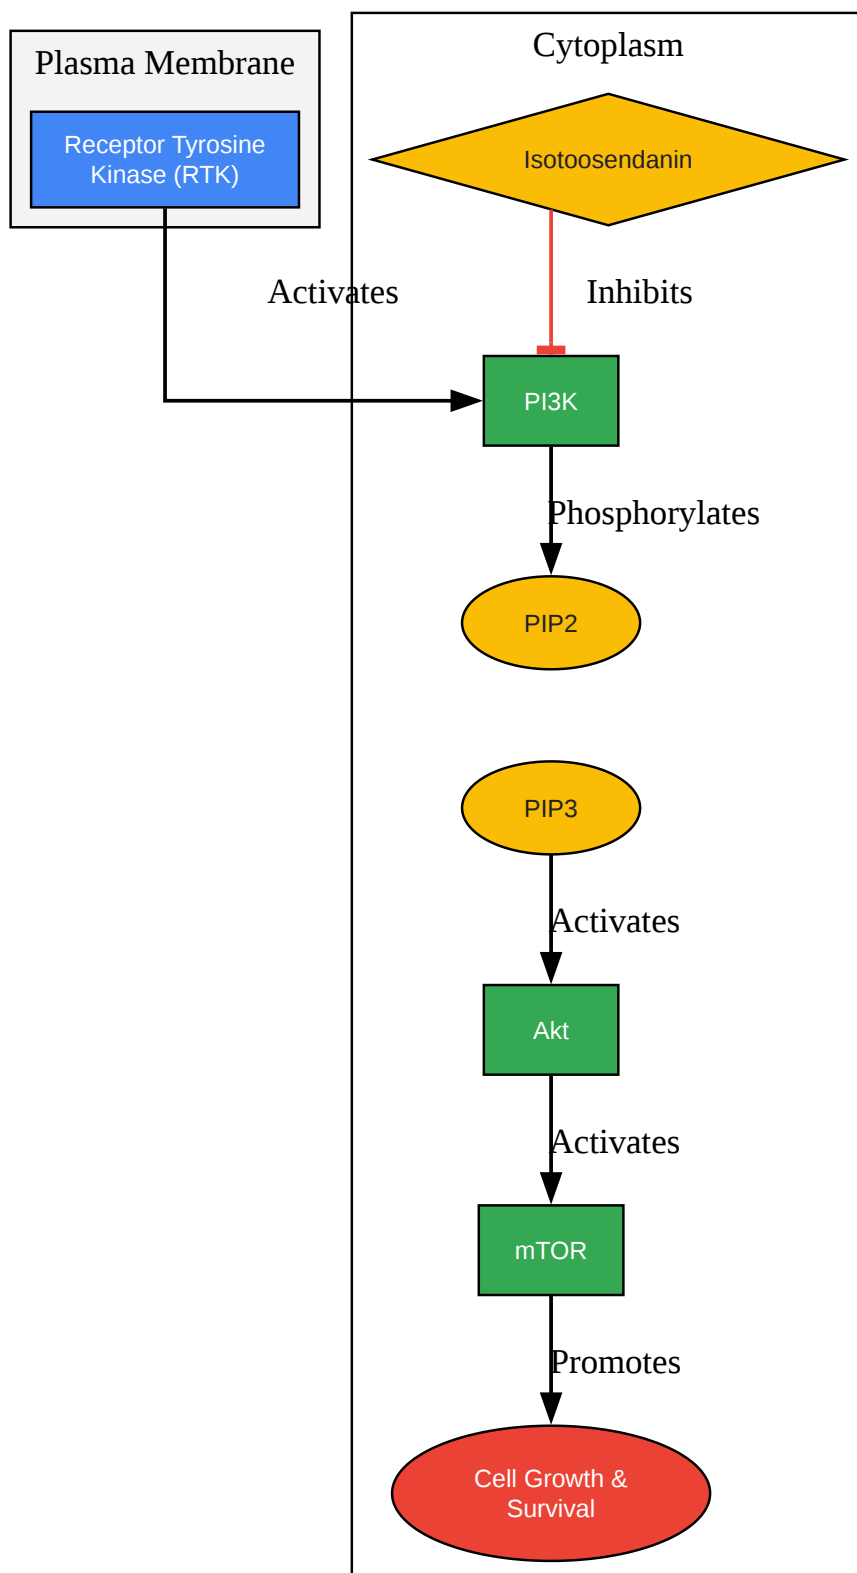 Cytoplasm
Plasma Membrane
Receptor Tyrosine
Kinase (RTK)
Isotoosendanin
Activates
Inhibits
PI3K
Phosphorylates
PIP2
PIP3
Activates
Akt
Activates
mTOR
Promotes
Cell Growth &
Survival